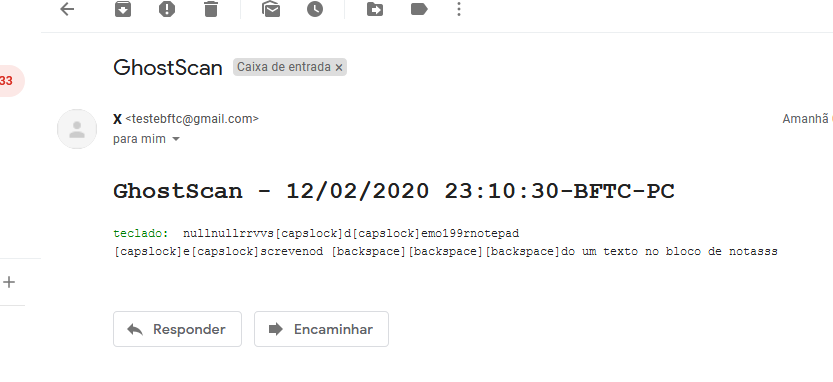 33
GhostScan Caixa de entrada ×
X <testebftc@gmail.com> Amanhã
para mim
GhostScan - 12/02/2020 23:10:30-BFTC-PC
teclado: nullnullrrvvs[capslock]d[capslock]emo199rnotepad
[capslock]e[capslock]screvenod [backspace][backspace][backspace]do um texto no bloco de notasss
Responder Encaminhar